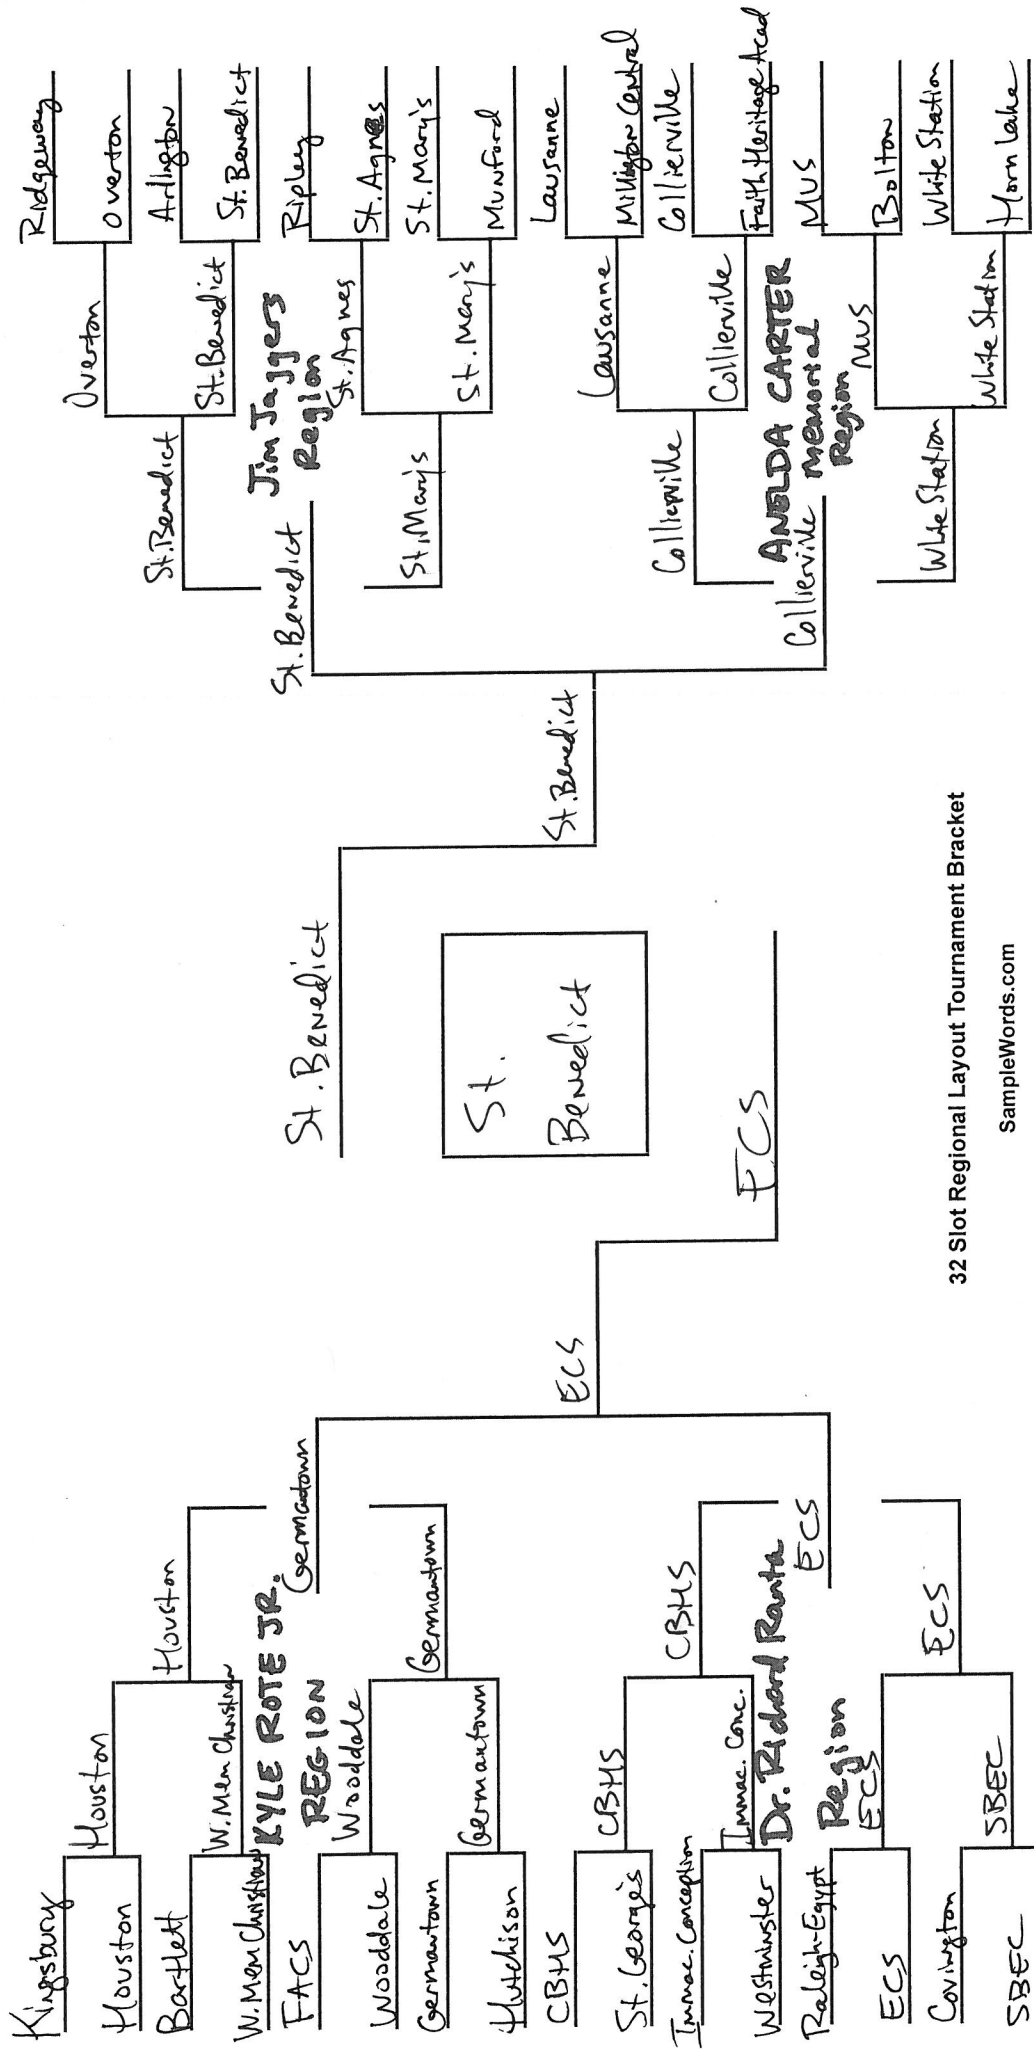 Kingsbury
Houston
Bartlett
W. Mem Christian
FACS
Wooddale
Germantown
Hutchison
CBHS
St. George's
Immac. Conception
Westminster
Raleigh-Egypt
ECS
Covington
SBEC
Houston
W. Mem Christian
Wooddale
Germantown
CBHS
Immac. Conc.
ECS
SBEC
Houston
Germantown
CBHS
ECS
KYLE ROTE JR.
REGION
Dr. Richard Ranta
Region
Germantown
ECS
ECS
ECS
St.
Benedict
St. Benedict
St. Benedict
St. Benedict
Collierville
Jim Jaggers
Region
ANELDA CARTER
Memorial
Region
St. Benedict
St. Mary's
Collierville
White Station
Overton
St. Benedict
St. Agnes
St. Mary's
Lausanne
Collierville
MUS
White Station
Ridgeway
Overton
Arlington
St. Benedict
Ripley
St. Agnes
St. Mary's
Munford
Lausanne
Millington Central
Collierville
Faith Heritage Acad
MUS
Bolton
White Station
Horn Lake
32 Slot Regional Layout Tournament Bracket
SampleWords.com